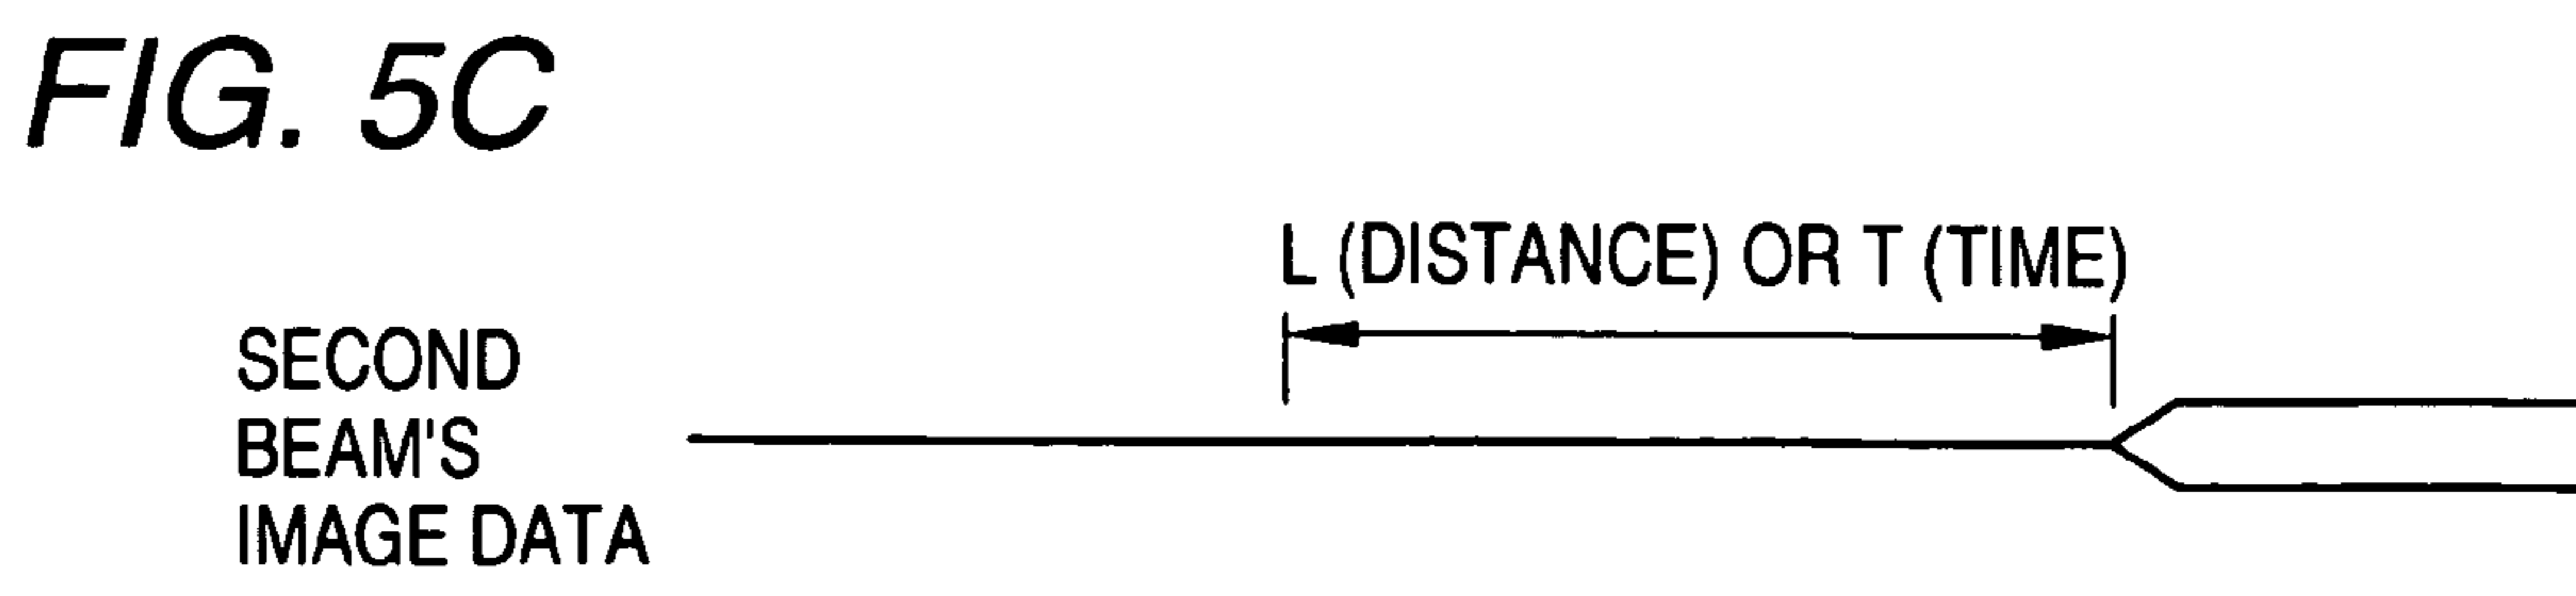 FIG. 5C
L (DISTANCE) OR T (TIME)
SECOND
BEAM'S
IMAGE DATA